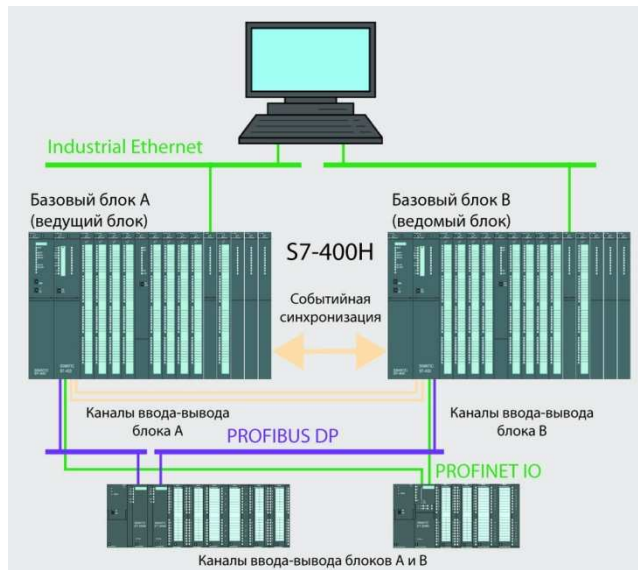 Industrial Ethernet
Базовый блок A
(ведущий блок)
Базовый блок B
(ведомый блок)
S7-400H
Событийная
синхронизация
Каналы ввода-вывода
блока A
Каналы ввода-вывода
блока B
PROFIBUS DP
PROFINET IO
Каналы ввода-вывода блоков A и B